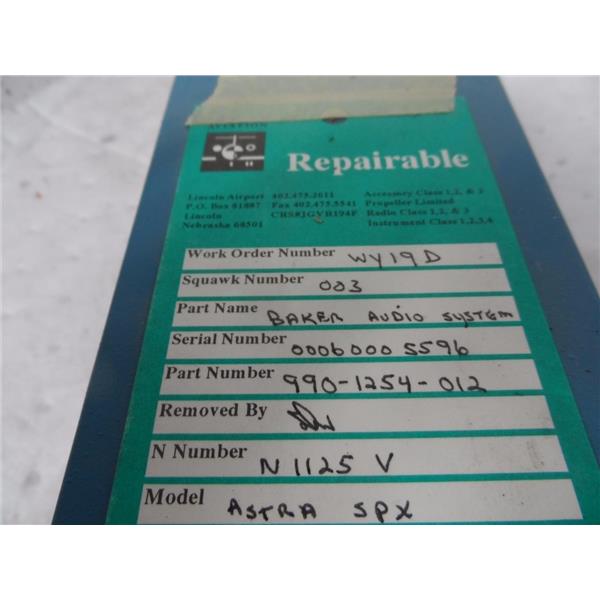 AVIATION
Repairable
Lincoln Airport 402.475.2611 Accessory Class 1,2, & 3
P.O. Box 81887 Fax 402.475.5541 Propeller Limited
Lincoln CRS#JGVR194F Radio Class 1,2, & 3
Nebraska 68501 Instrument Class 1,2,3,4
Work Order Number WY19D
Squawk Number 003
Part Name BAKER AUDIO SYSTEM
Serial Number 00060005596
Part Number 990-1254-012
Removed By
N Number N1125V
Model ASTRA SPX